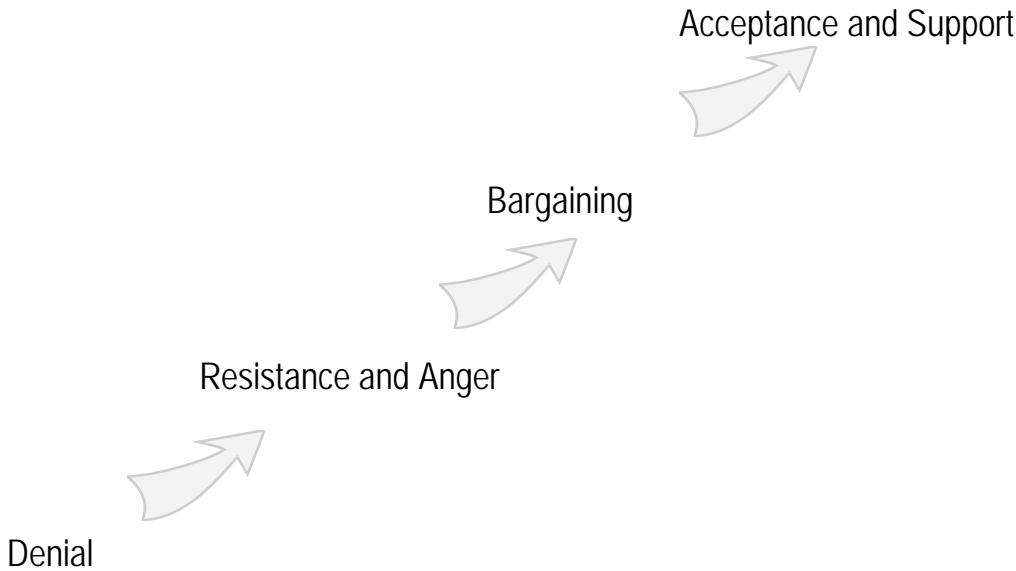 Acceptance and Support
Bargaining
Resistance and Anger
Denial